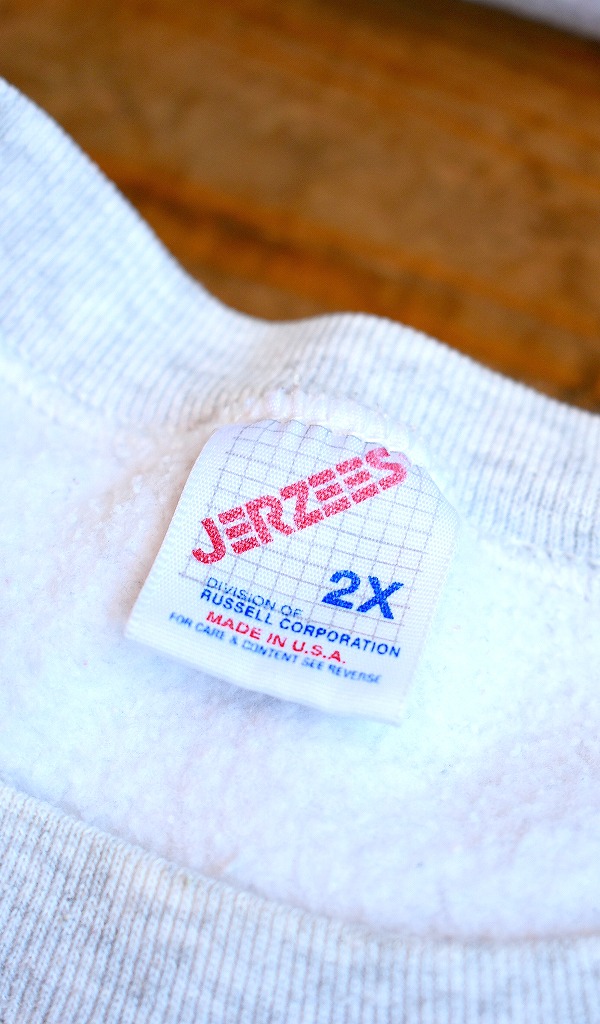 JERZEES
2X
DIVISION OF
RUSSELL CORPORATION
MADE IN U.S.A.
FOR CARE & CONTENT SEE REVERSE